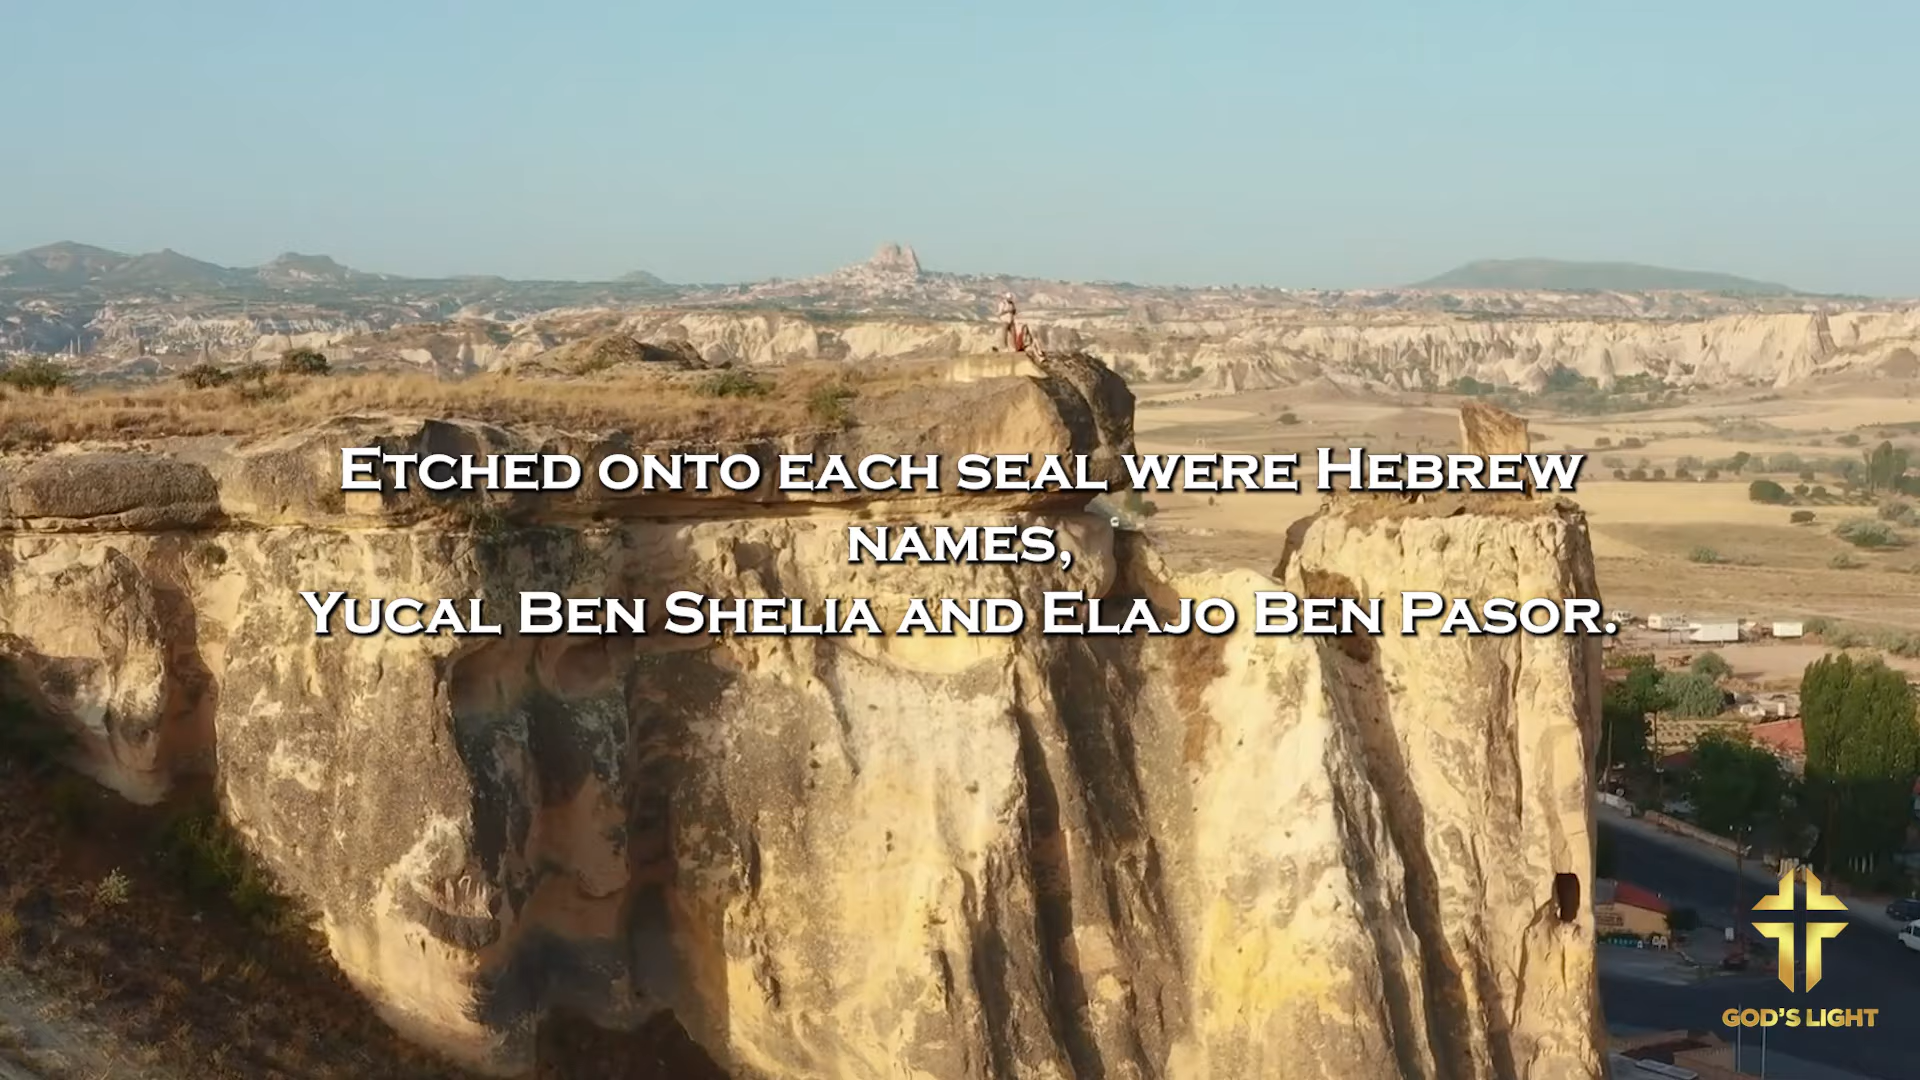 Etched onto each seal were Hebrew
names,
Yucal Ben Shelia and Elajo Ben Pasor.
GOD'S LIGHT